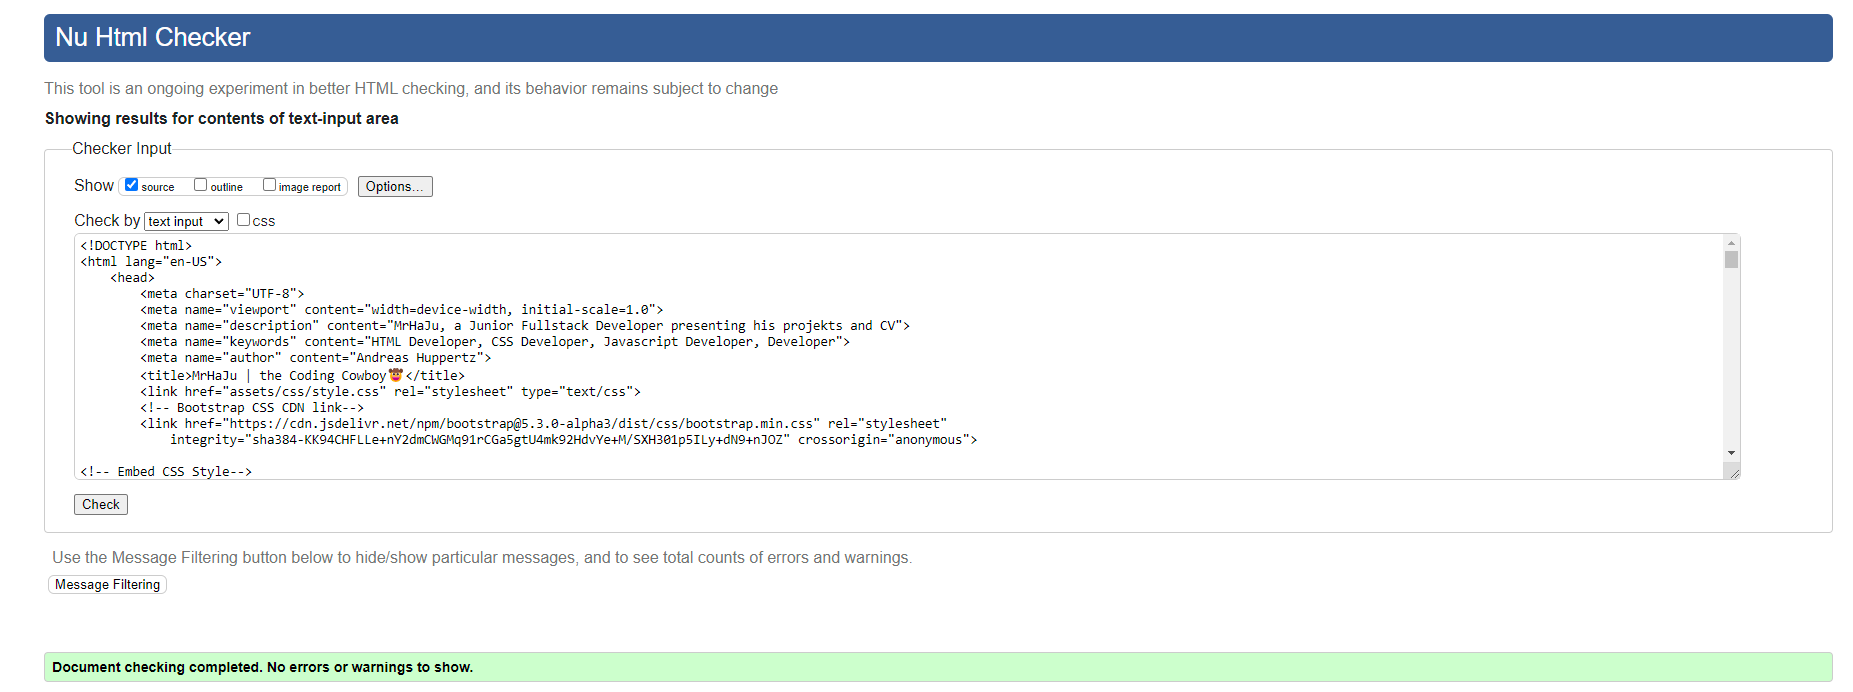 Nu Html Checker
This tool is an ongoing experiment in better HTML checking, and its behavior remains subject to change
Showing results for contents of text-input area
Checker Input
Show source outline image report Options...
Check by text input css
<!DOCTYPE html>
<html lang="en-US">
<head>
<meta charset="UTF-8">
<meta name="viewport" content="width=device-width, initial-scale=1.0">
<meta name="description" content="MrHaJu, a Junior Fullstack Developer presenting his projekts and CV">
<meta name="keywords" content="HTML Developer, CSS Developer, Javascript Developer, Developer">
<meta name="author" content="Andreas Huppertz">
<title>MrHaJu | the Coding Cowboy🤠</title>
<link href="assets/css/style.css" rel="stylesheet" type="text/css">
<!-- Bootstrap CSS CDN link-->
<link href="https://cdn.jsdelivr.net/npm/bootstrap@5.3.0-alpha3/dist/css/bootstrap.min.css" rel="stylesheet"
integrity="sha384-KK94CHFLLe+nY2dmCWGMq91rCGa5gtU4mk92HdvYe+M/SXH301p5ILy+dN9+nJOZ" crossorigin="anonymous">
<!-- Embed CSS Style-->
Check
Use the Message Filtering button below to hide/show particular messages, and to see total counts of errors and warnings.
Message Filtering
Document checking completed. No errors or warnings to show.